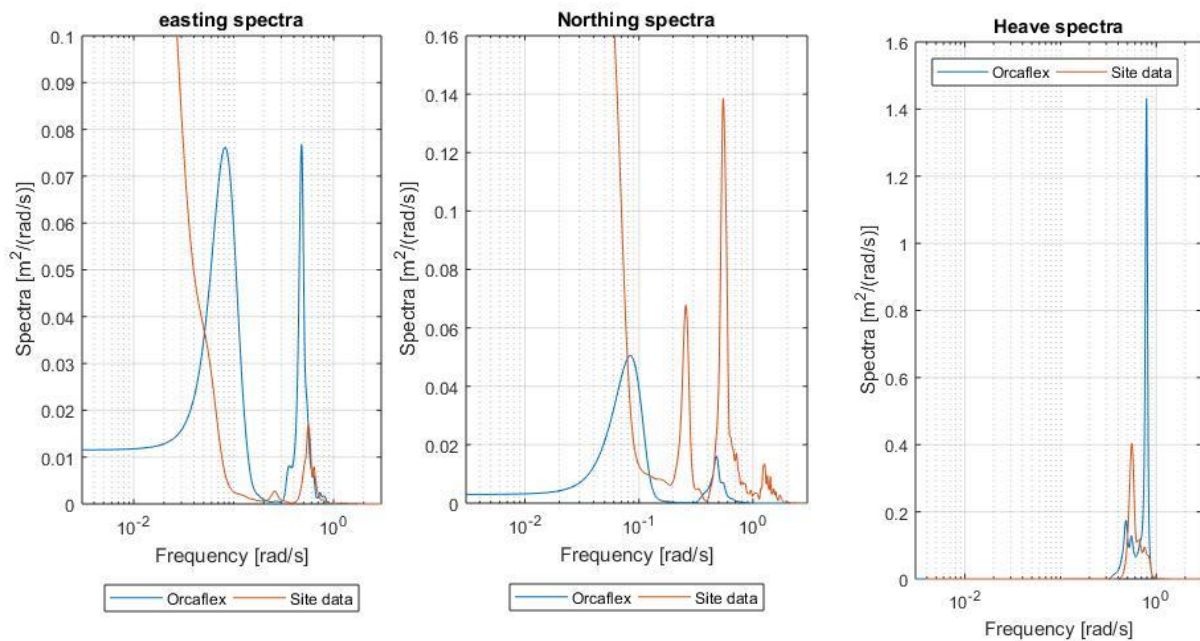 easting spectra
0.1
0.09
0.08
0.07
0.06
0.05
0.04
0.03
0.02
0.01
0
Spectra [m²/(rad/s)]
10⁻² 10⁻¹ 10⁰
Frequency [rad/s]
Orcaflex Site data
Northing spectra
0.16
0.14
0.12
0.1
0.08
0.06
0.04
0.02
0
Spectra [m²/(rad/s)]
10⁻² 10⁻¹ 10⁰
Frequency [rad/s]
Orcaflex Site data
Heave spectra
Orcaflex Site data
1.6
1.4
1.2
1
0.8
0.6
0.4
0.2
0
Spectra [m²/(rad/s)]
10⁻² 10⁰
Frequency [rad/s]